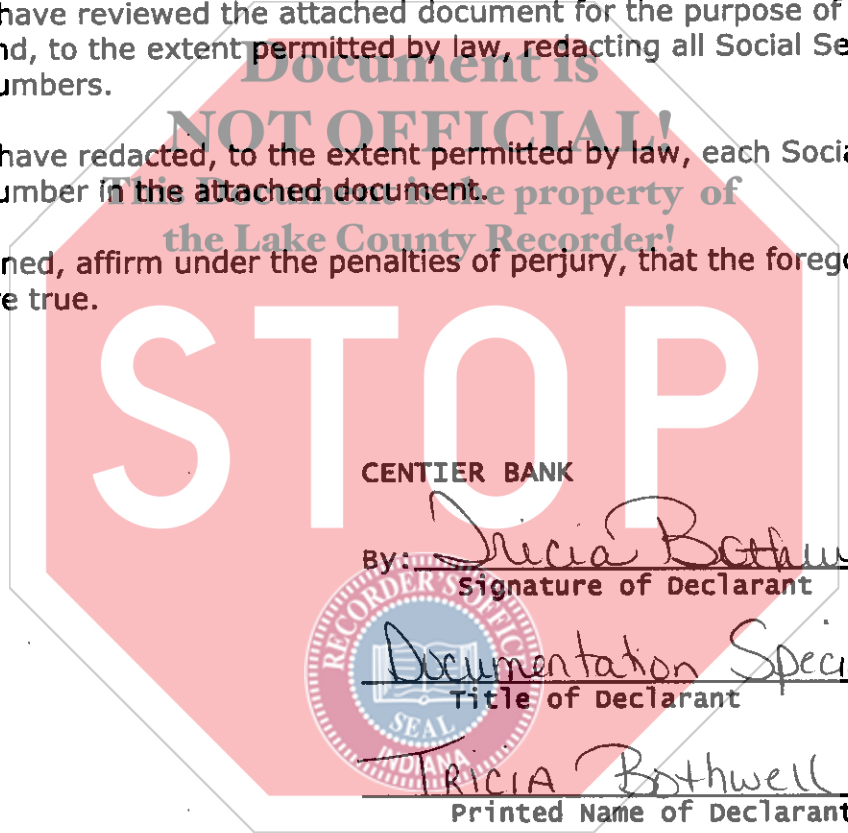 have reviewed the attached document for the purpose of
nd, to the extent permitted by law, redacting all Social Se
umbers.
Document is
NOT OFFICIAL!
have redacted, to the extent permitted by law, each Socia
umber in the attached document.
This Document is the property of
the Lake County Recorder!
ned, affirm under the penalties of perjury, that the forego
e true.
STOP
CENTIER BANK
By: Tricia Bothw
Signature of Declarant
Documentation Speci
Title of Declarant
RECORDER'S OFFICE
SEAL
INDIANA
TRICIA Bothwell
Printed Name of Declarant